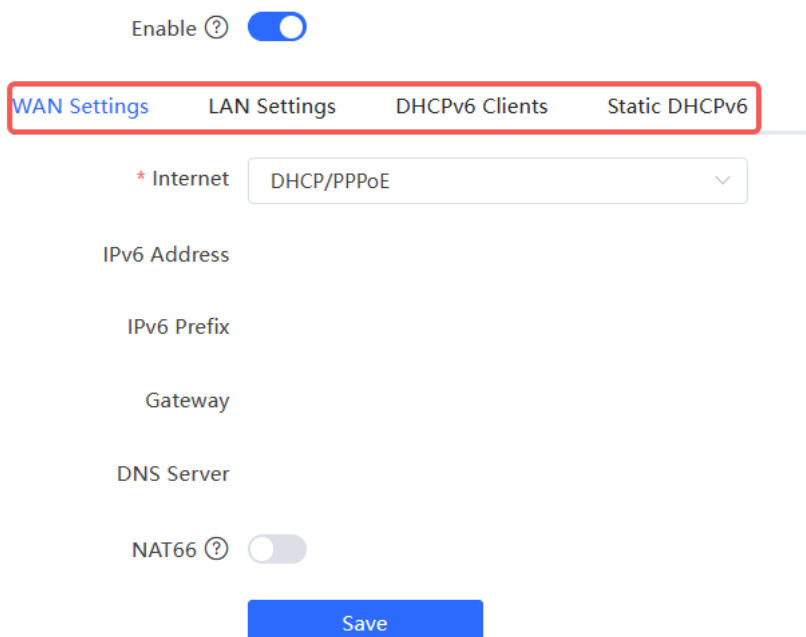 Enable ?
WAN Settings LAN Settings DHCPv6 Clients Static DHCPv6
* Internet DHCP/PPPoE
IPv6 Address
IPv6 Prefix
Gateway
DNS Server
NAT66 ?
Save